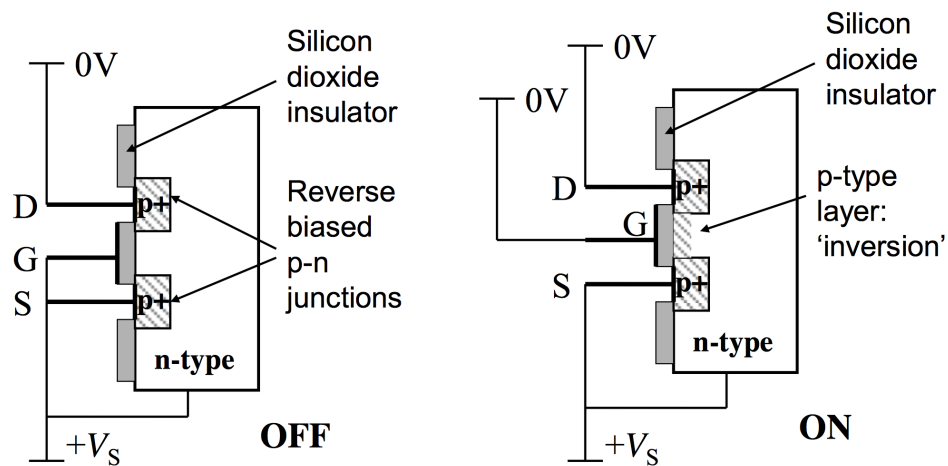 Silicon
dioxide
insulator
0V
D
p+
Reverse
biased
p-n
junctions
G
S
p+
n-type
+VS
OFF
Silicon
dioxide
insulator
0V
0V
D
p+
p-type
layer:
‘inversion’
G
S
p+
n-type
+VS
ON